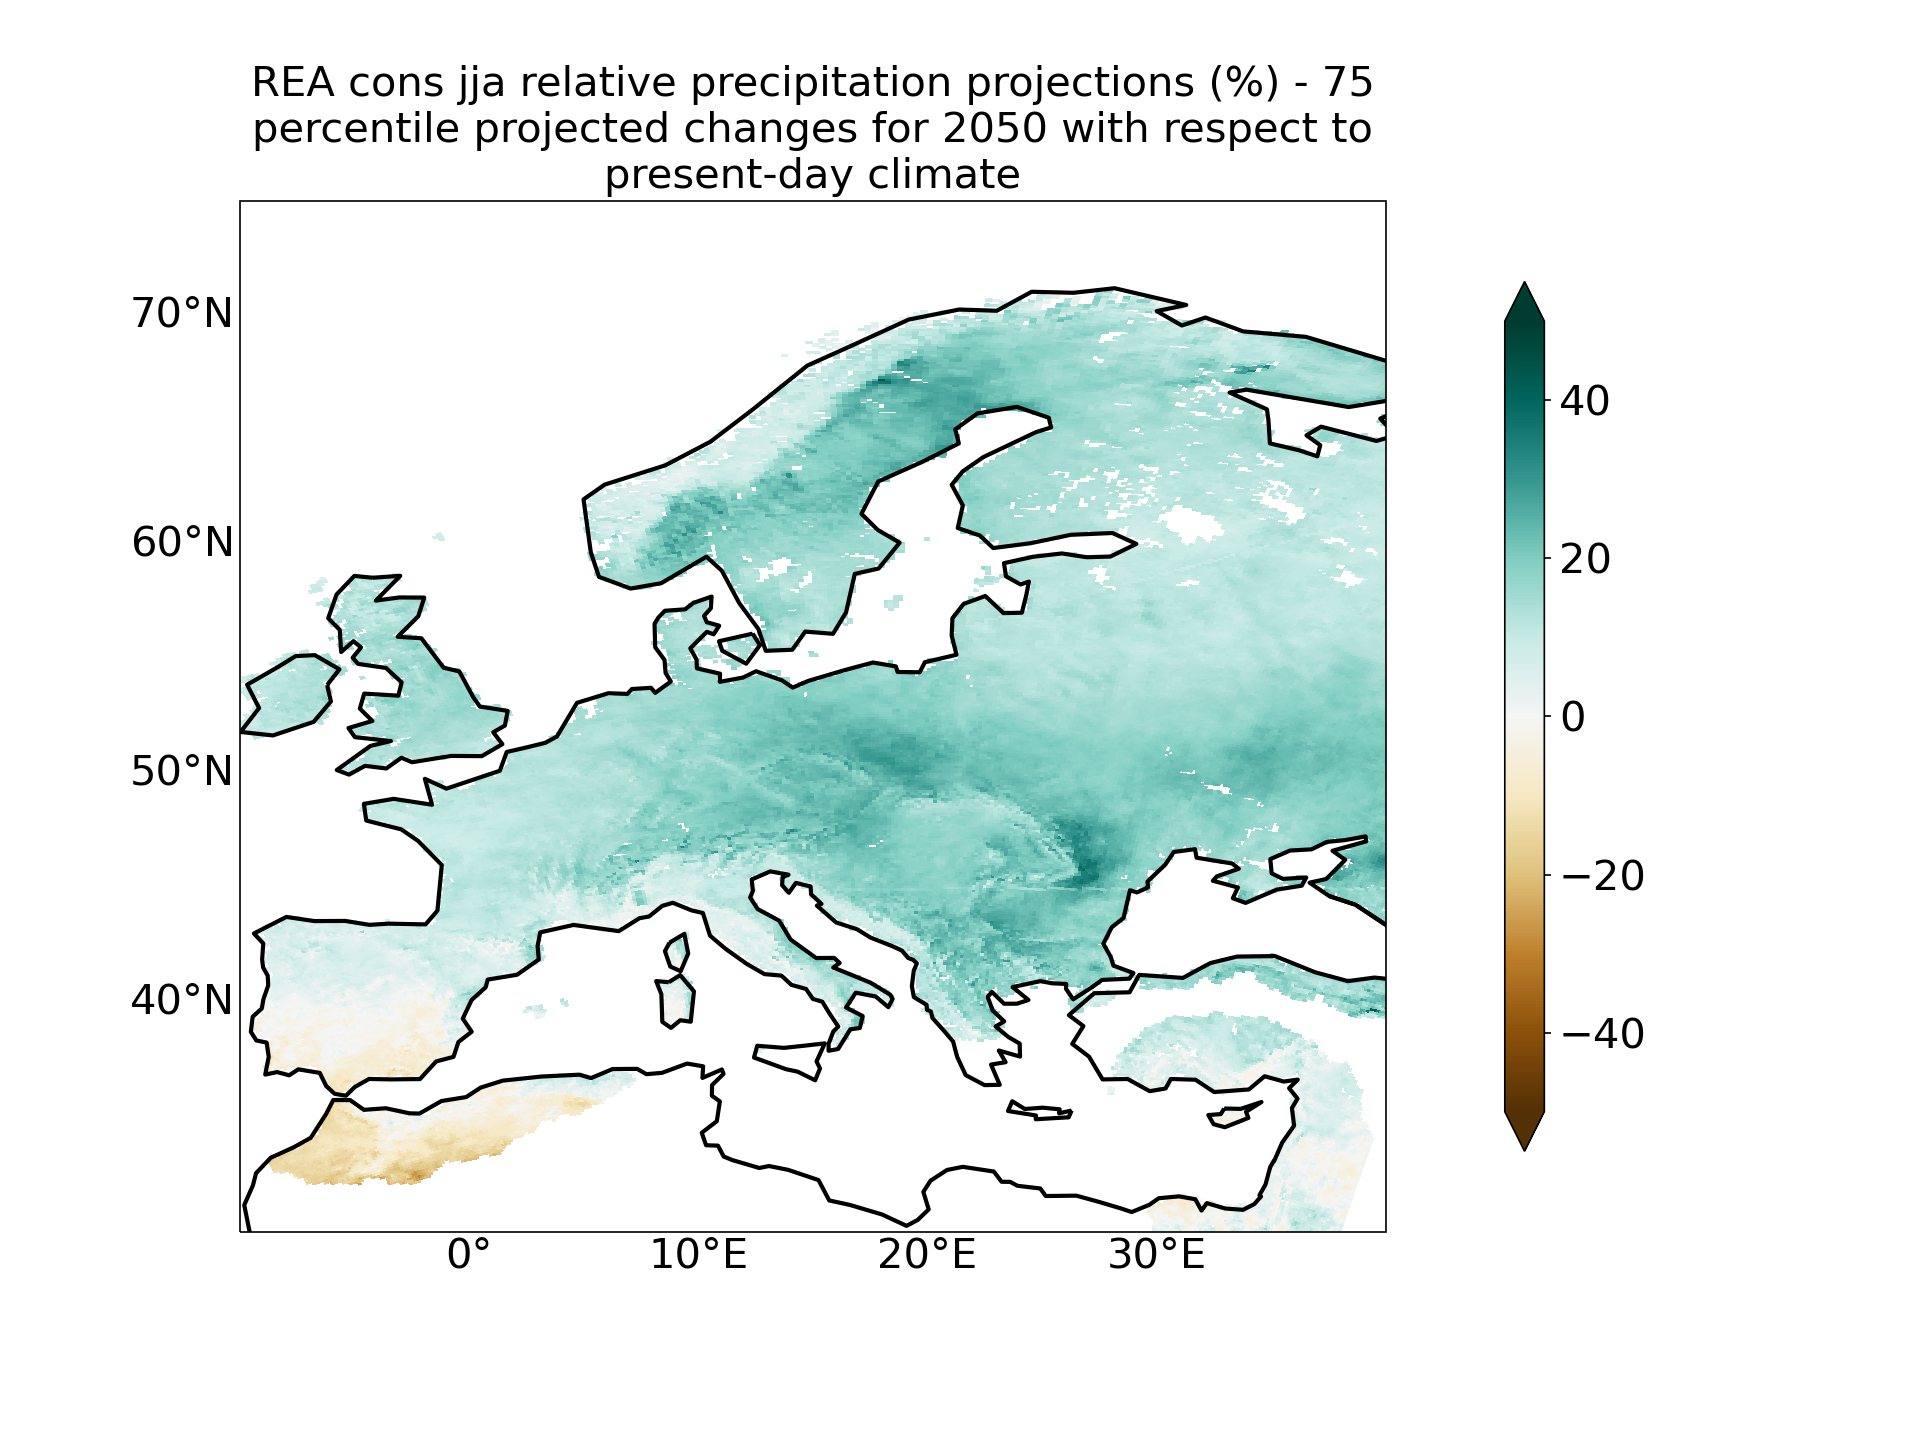 REA cons jja relative precipitation projections (%) - 75
percentile projected changes for 2050 with respect to
present-day climate
70°N
60°N
50°N
40°N
0°
10°E
20°E
30°E
40
20
0
−20
−40